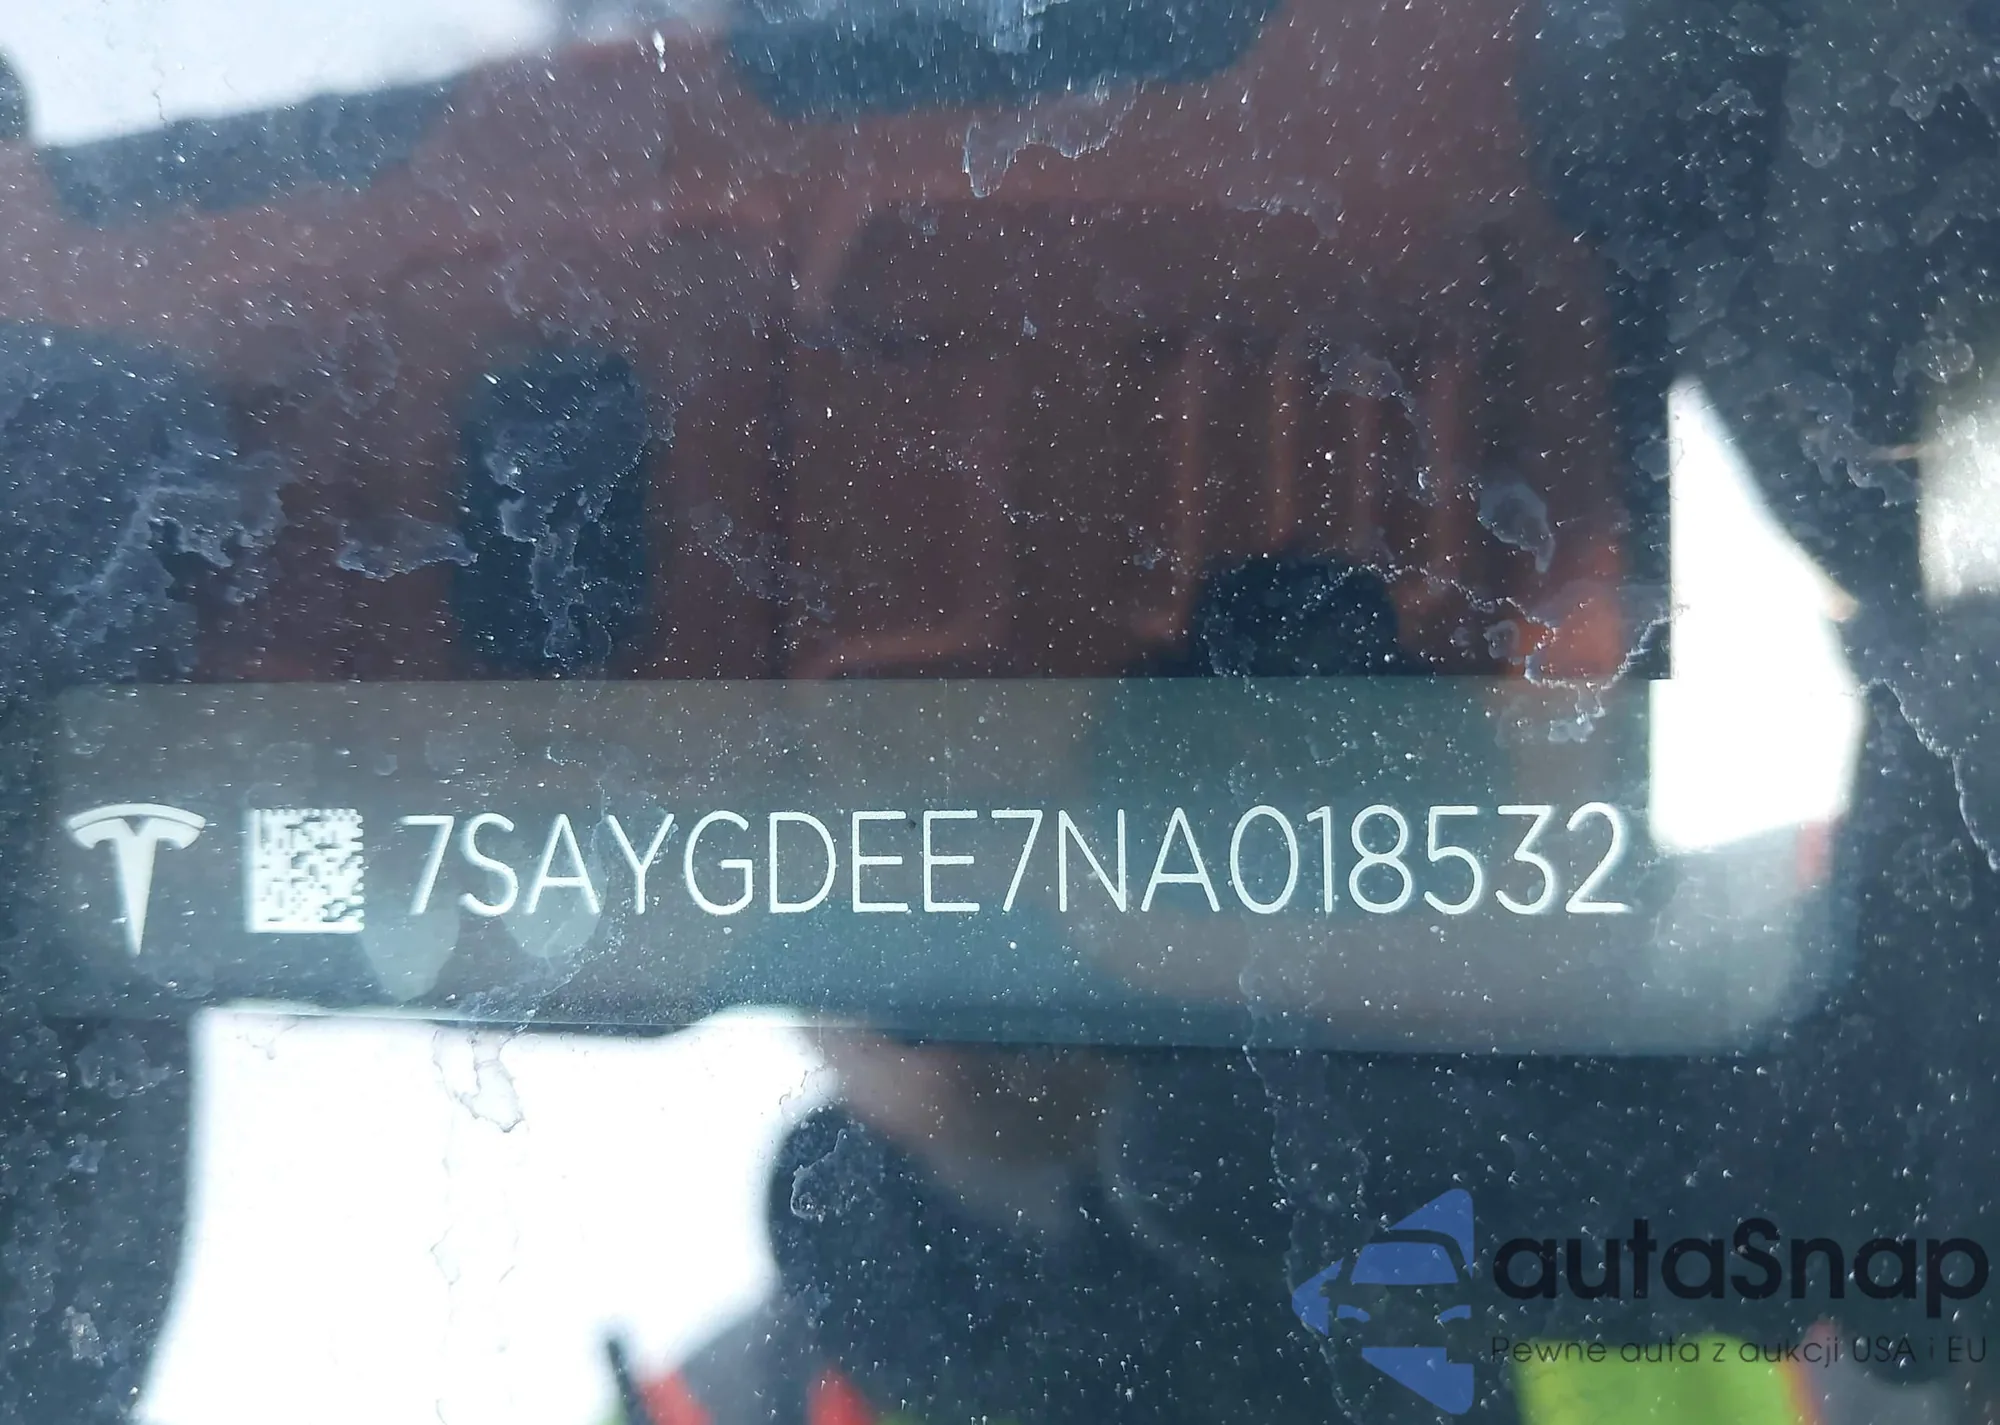 7SAYGDEE7NA018532
autaSnap
Pewne auta z aukcji USA i EU